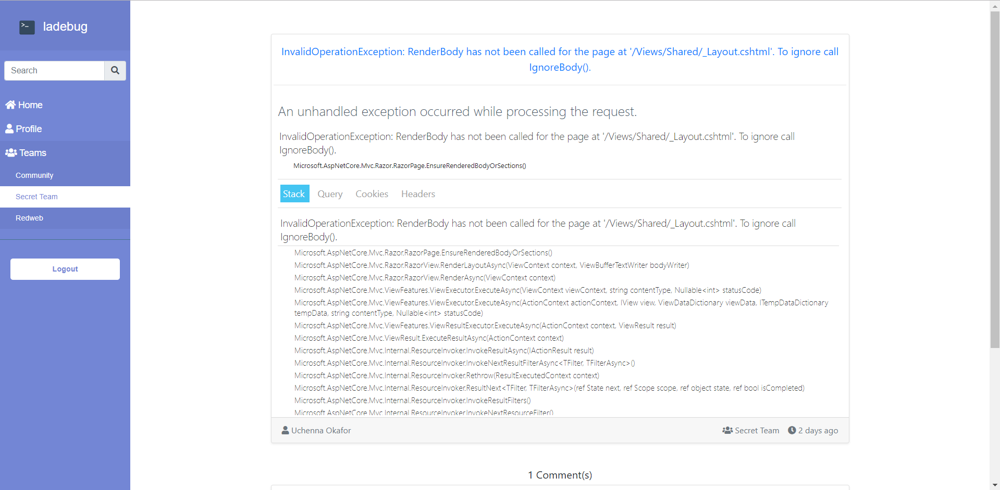 ladebug
Search
Home
Profile
Teams
Community
Secret Team
Redweb
Logout
InvalidOperationException: RenderBody has not been called for the page at '/Views/Shared/_Layout.cshtml'. To ignore call
IgnoreBody().
An unhandled exception occurred while processing the request.
InvalidOperationException: RenderBody has not been called for the page at '/Views/Shared/_Layout.cshtml'. To ignore call
IgnoreBody().
Microsoft.AspNetCore.Mvc.Razor.RazorPage.EnsureRenderedBodyOrSections()
Stack Query Cookies Headers
InvalidOperationException: RenderBody has not been called for the page at '/Views/Shared/_Layout.cshtml'. To ignore call
IgnoreBody().
Microsoft.AspNetCore.Mvc.Razor.RazorPage.EnsureRenderedBodyOrSections()
Microsoft.AspNetCore.Mvc.Razor.RazorView.RenderLayoutAsync(ViewContext context, ViewBufferTextWriter bodyWriter)
Microsoft.AspNetCore.Mvc.Razor.RazorView.RenderAsync(ViewContext context)
Microsoft.AspNetCore.Mvc.ViewFeatures.ViewExecutor.ExecuteAsync(ViewContext viewContext, string contentType, Nullable<int> statusCode)
Microsoft.AspNetCore.Mvc.ViewFeatures.ViewExecutor.ExecuteAsync(ActionContext actionContext, IView view, ViewDataDictionary viewData, ITempDataDictionary
tempData, string contentType, Nullable<int> statusCode)
Microsoft.AspNetCore.Mvc.ViewFeatures.ViewResultExecutor.ExecuteAsync(ActionContext context, ViewResult result)
Microsoft.AspNetCore.Mvc.ViewResult.ExecuteResultAsync(ActionContext context)
Microsoft.AspNetCore.Mvc.Internal.ResourceInvoker.InvokeResultAsync(IActionResult result)
Microsoft.AspNetCore.Mvc.Internal.ResourceInvoker.InvokeNextResultFilterAsync<TFilter, TFilterAsync>()
Microsoft.AspNetCore.Mvc.Internal.ResourceInvoker.Rethrow(ResultExecutedContext context)
Microsoft.AspNetCore.Mvc.Internal.ResourceInvoker.ResultNext<TFilter, TFilterAsync>(ref State next, ref Scope scope, ref object state, ref bool isCompleted)
Microsoft.AspNetCore.Mvc.Internal.ResourceInvoker.InvokeResultFilters()
Microsoft.AspNetCore.Mvc.Internal.ResourceInvoker.InvokeNextResourceFilter()
Uchenna Okafor
Secret Team 2 days ago
1 Comment(s)